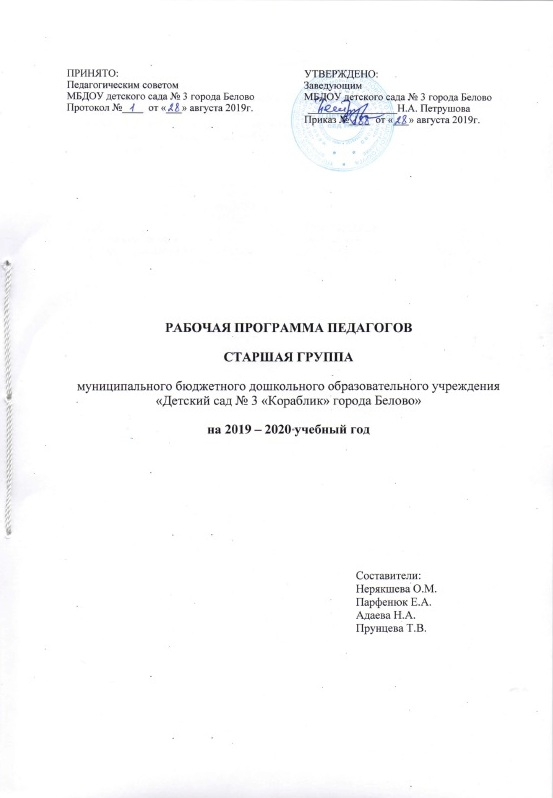 ПРИНЯТО:
Педагогическим советом
МБДОУ детского сада № 3 города Белово
Протокол № 1 от «28» августа 2019г.
УТВЕРЖДЕНО:
Заведующим
МБДОУ детского сада № 3 города Белово
Н.А. Петрушова
Приказ № 188 от «28» августа 2019г.
РАБОЧАЯ ПРОГРАММА ПЕДАГОГОВ
СТАРШАЯ ГРУППА
муниципального бюджетного дошкольного образовательного учреждения
«Детский сад № 3 «Кораблик» города Белово»
на 2019 – 2020 учебный год
Составители:
Нерякшева О.М.
Парфенюк Е.А.
Адаева Н.А.
Прунцева Т.В.